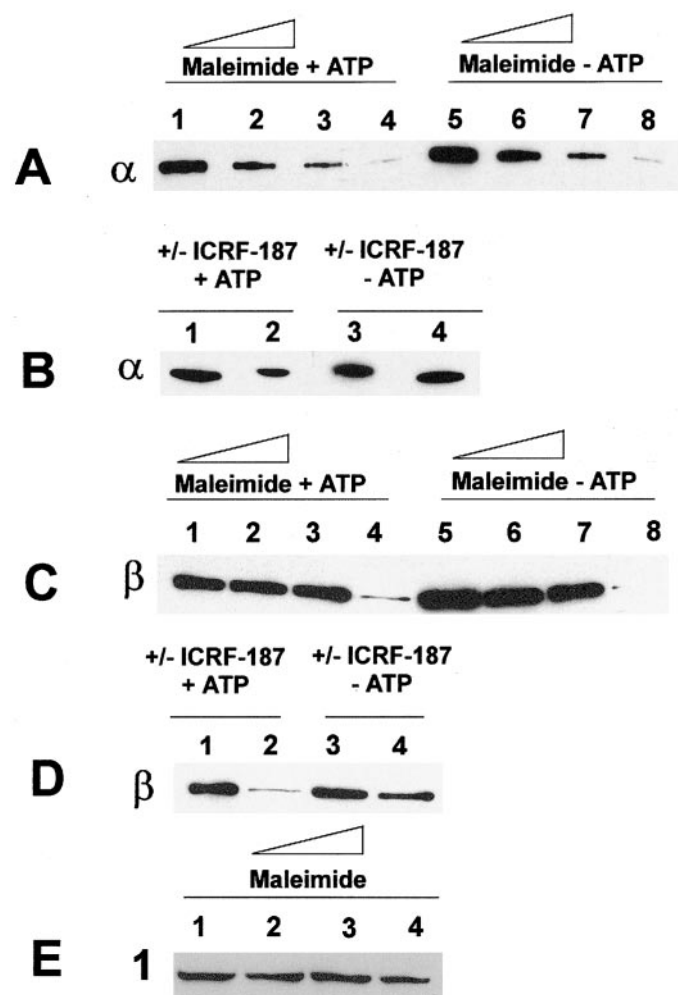 Maleimide + ATP Maleimide - ATP
1 2 3 4 5 6 7 8
A α
+/- ICRF-187 +/- ICRF-187
+ ATP - ATP
1 2 3 4
B α
Maleimide + ATP Maleimide - ATP
1 2 3 4 5 6 7 8
C β
+/- ICRF-187 +/- ICRF-187
+ ATP - ATP
1 2 3 4
D β
Maleimide
1 2 3 4
E 1